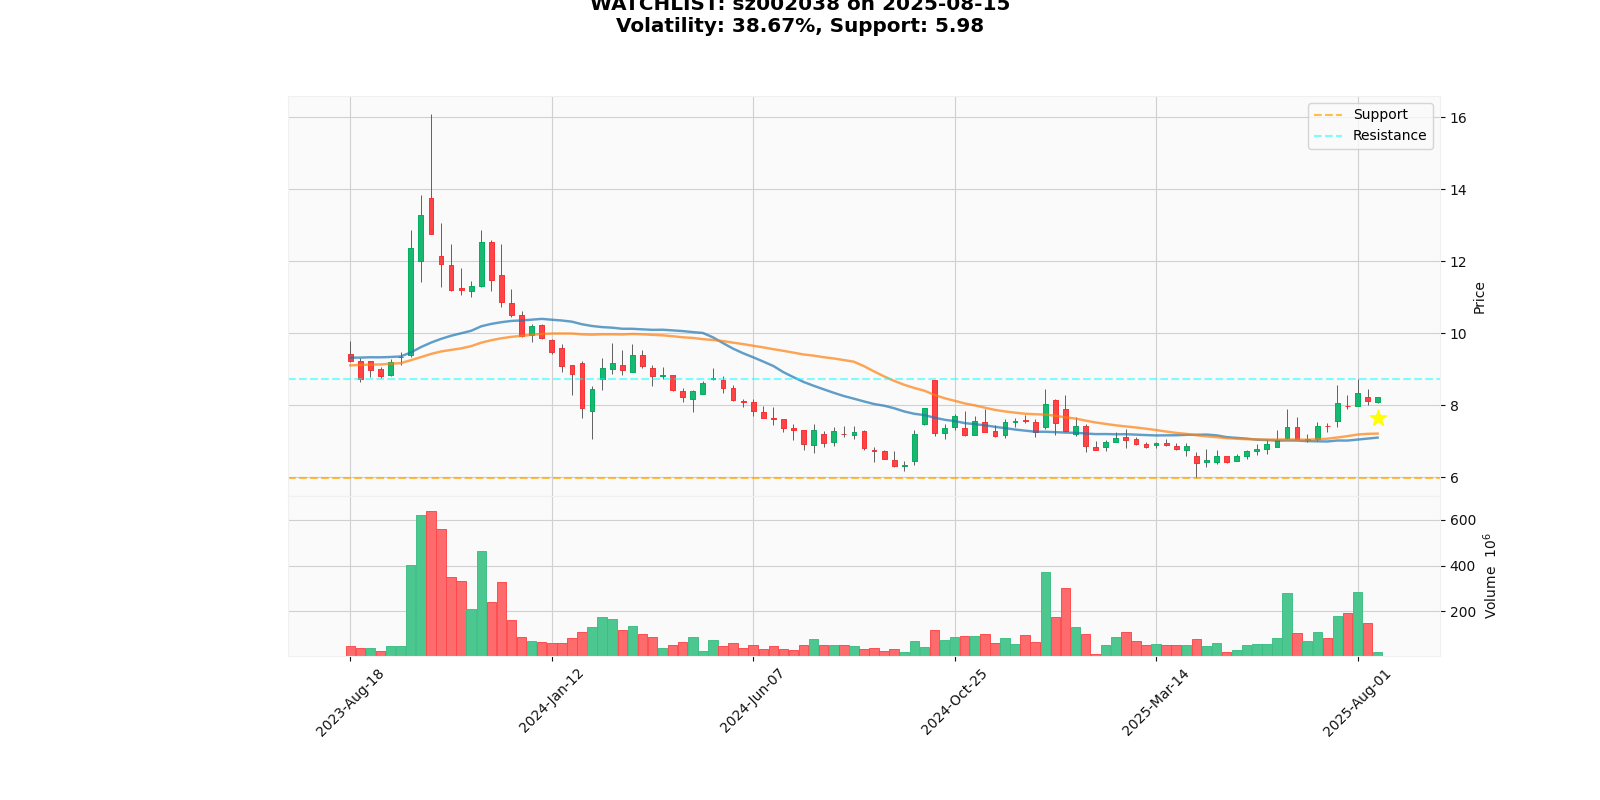 WATCHLIST: sz002038 on 2025-08-15
Volatility: 38.67%, Support: 5.98
Support
Resistance
16
14
12
10
8
6
Price
600
400
200
Volume 10⁶
2023-Aug-18
2024-Jan-12
2024-Jun-07
2024-Oct-25
2025-Mar-14
2025-Aug-01